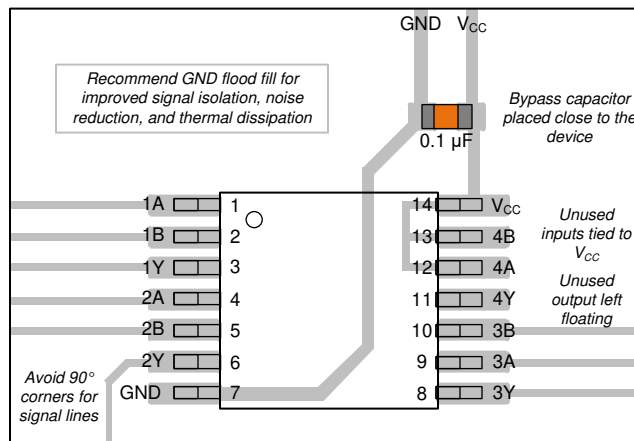 GND VCC
Recommend GND flood fill for
improved signal isolation, noise
reduction, and thermal dissipation
Bypass capacitor
placed close to the
device
0.1 µF
1A 1 14 VCC
1B 2 13 4B
1Y 3 12 4A
2A 4 11 4Y
2B 5 10 3B
2Y 6 9 3A
GND 7 8 3Y
Unused
inputs tied to
VCC
Unused
output left
floating
Avoid 90°
corners for
signal lines